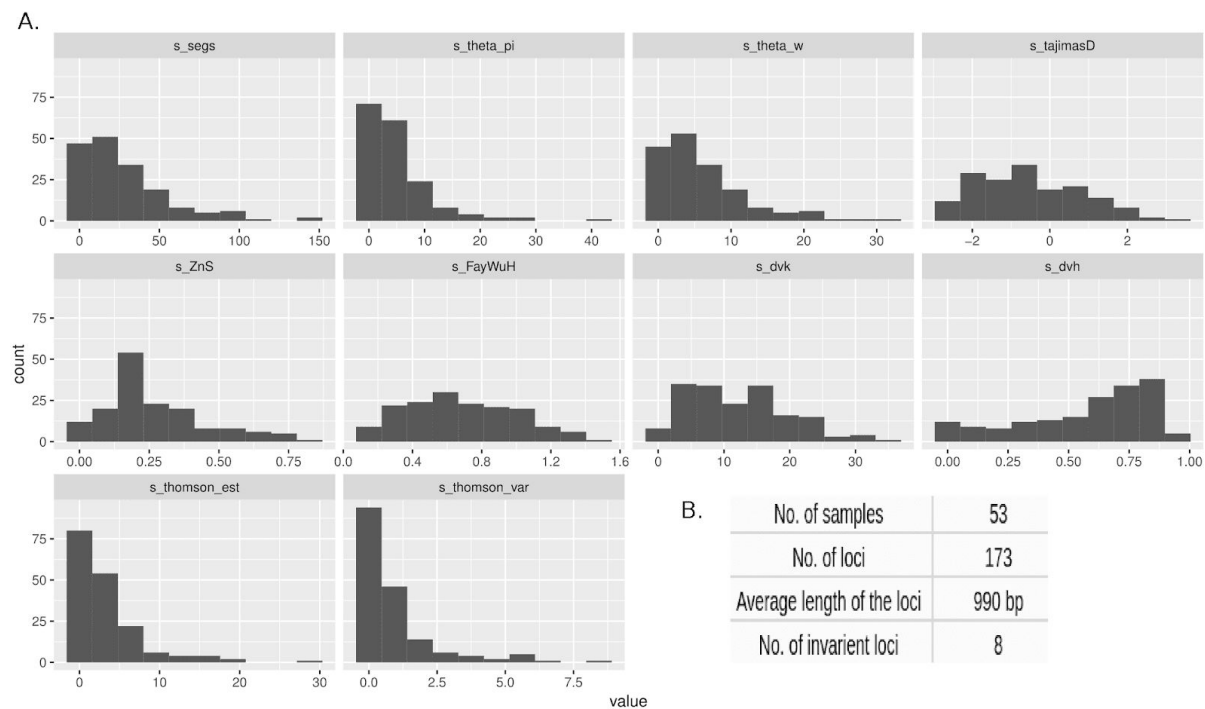 A.
s_segs s_theta_pi s_theta_w s_tajimasD
75
50
25
0
0 50 100 150 0 10 20 30 40 0 10 20 30 −2 0 2
s_ZnS s_FayWuH s_dvk s_dvh
count
75
50
25
0
0.00 0.25 0.50 0.75 0.0 0.4 0.8 1.2 1.6 0 10 20 30 0.00 0.25 0.50 0.75 1.00
s_thomson_est s_thomson_var
75
50
25
0
0 10 20 30 0.0 2.5 5.0 7.5
value
B.
No. of samples 53
No. of loci 173
Average length of the loci 990 bp
No. of invarient loci 8